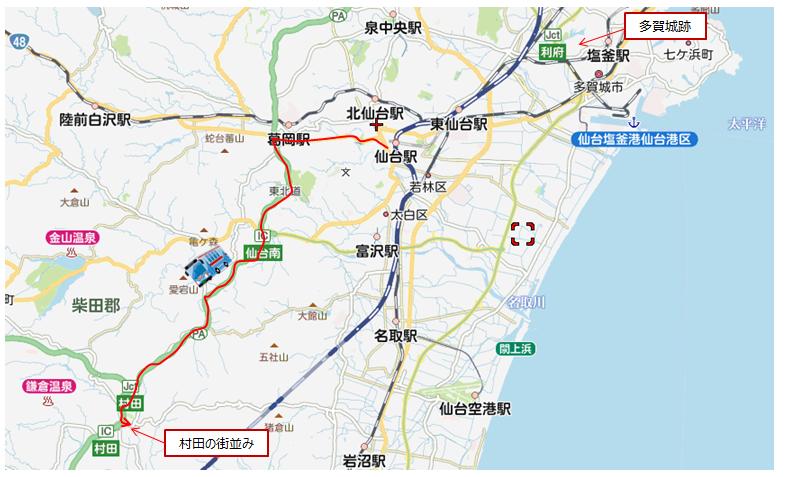 PA
泉中央駅
多賀城跡
48
Jct
利府
塩釜駅
七ケ浜町
多賀城市
陸前白沢駅
北仙台駅
東仙台駅
太平洋
葛岡駅
蛇台蕃山
仙台駅
仙台塩釜港仙台港区
文
若林区
東北道
大倉山
太白区
金山温泉
亀ケ森
IC
仙台南
富沢駅
愛宕山
町
柴田郡
大館山
名取川
PA
名取駅
五社山
閖上浜
鎌倉温泉
Jct
村田
仙台空港駅
猪倉山
IC
村田
村田の街並み
岩沼駅